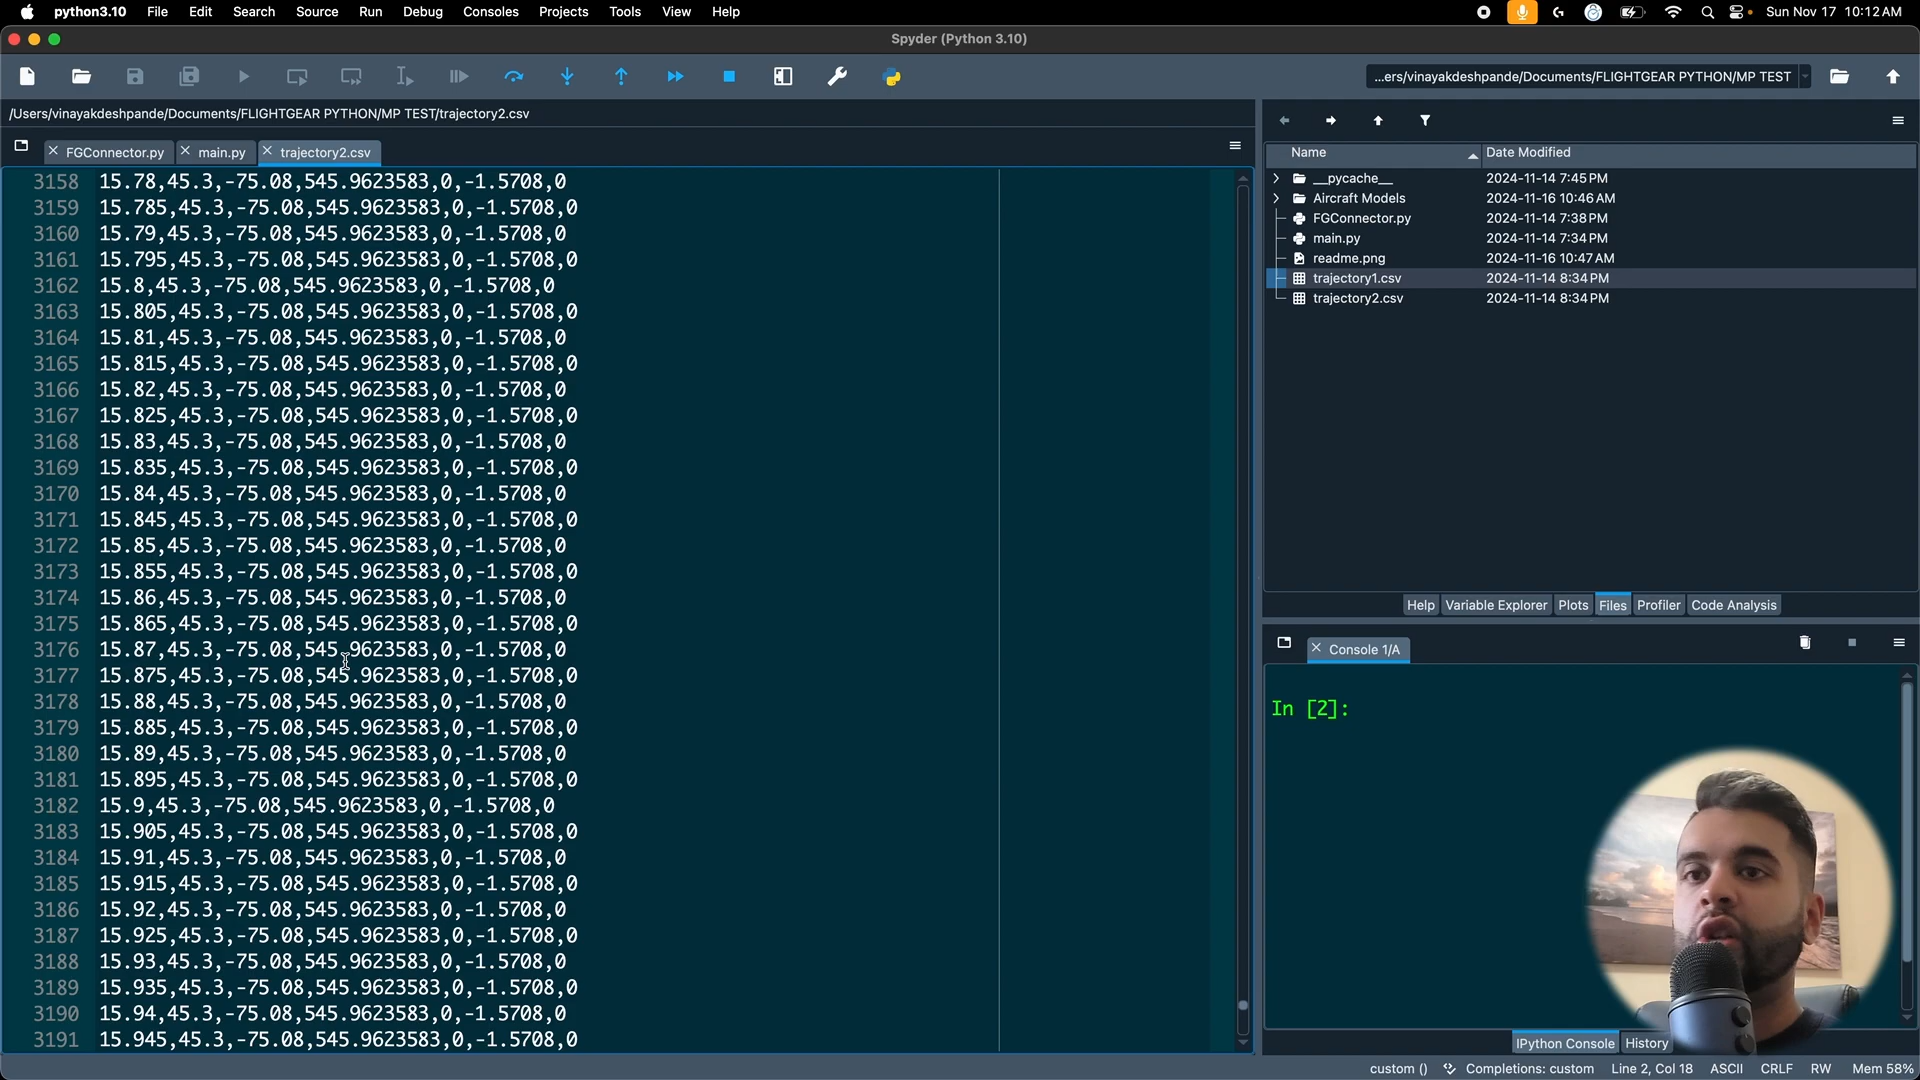 python3.10 File Edit Search Source Run Debug Consoles Projects Tools View Help Sun Nov 17 10:12 AM
Spyder (Python 3.10)
...ers/vinayakdeshpande/Documents/FLIGHTGEAR PYTHON/MP TEST
/Users/vinayakdeshpande/Documents/FLIGHTGEAR PYTHON/MP TEST/trajectory2.csv
FGConnector.py main.py trajectory2.csv
3158 15.78,45.3,-75.08,545.9623583,0,-1.5708,0
3159 15.785,45.3,-75.08,545.9623583,0,-1.5708,0
3160 15.79,45.3,-75.08,545.9623583,0,-1.5708,0
3161 15.795,45.3,-75.08,545.9623583,0,-1.5708,0
3162 15.8,45.3,-75.08,545.9623583,0,-1.5708,0
3163 15.805,45.3,-75.08,545.9623583,0,-1.5708,0
3164 15.81,45.3,-75.08,545.9623583,0,-1.5708,0
3165 15.815,45.3,-75.08,545.9623583,0,-1.5708,0
3166 15.82,45.3,-75.08,545.9623583,0,-1.5708,0
3167 15.825,45.3,-75.08,545.9623583,0,-1.5708,0
3168 15.83,45.3,-75.08,545.9623583,0,-1.5708,0
3169 15.835,45.3,-75.08,545.9623583,0,-1.5708,0
3170 15.84,45.3,-75.08,545.9623583,0,-1.5708,0
3171 15.845,45.3,-75.08,545.9623583,0,-1.5708,0
3172 15.85,45.3,-75.08,545.9623583,0,-1.5708,0
3173 15.855,45.3,-75.08,545.9623583,0,-1.5708,0
3174 15.86,45.3,-75.08,545.9623583,0,-1.5708,0
3175 15.865,45.3,-75.08,545.9623583,0,-1.5708,0
3176 15.87,45.3,-75.08,545.9623583,0,-1.5708,0
3177 15.875,45.3,-75.08,545.9623583,0,-1.5708,0
3178 15.88,45.3,-75.08,545.9623583,0,-1.5708,0
3179 15.885,45.3,-75.08,545.9623583,0,-1.5708,0
3180 15.89,45.3,-75.08,545.9623583,0,-1.5708,0
3181 15.895,45.3,-75.08,545.9623583,0,-1.5708,0
3182 15.9,45.3,-75.08,545.9623583,0,-1.5708,0
3183 15.905,45.3,-75.08,545.9623583,0,-1.5708,0
3184 15.91,45.3,-75.08,545.9623583,0,-1.5708,0
3185 15.915,45.3,-75.08,545.9623583,0,-1.5708,0
3186 15.92,45.3,-75.08,545.9623583,0,-1.5708,0
3187 15.925,45.3,-75.08,545.9623583,0,-1.5708,0
3188 15.93,45.3,-75.08,545.9623583,0,-1.5708,0
3189 15.935,45.3,-75.08,545.9623583,0,-1.5708,0
3190 15.94,45.3,-75.08,545.9623583,0,-1.5708,0
3191 15.945,45.3,-75.08,545.9623583,0,-1.5708,0
Name Date Modified
__pycache__ 2024-11-14 7:45 PM
Aircraft Models 2024-11-16 10:46 AM
FGConnector.py 2024-11-14 7:38 PM
main.py 2024-11-14 7:34 PM
readme.png 2024-11-16 10:47 AM
trajectory1.csv 2024-11-14 8:34 PM
trajectory2.csv 2024-11-14 8:34 PM
Help Variable Explorer Plots Files Profiler Code Analysis
Console 1/A
In [2]:
IPython Console History
custom () Completions: custom Line 2, Col 18 ASCII CRLF RW Mem 58%